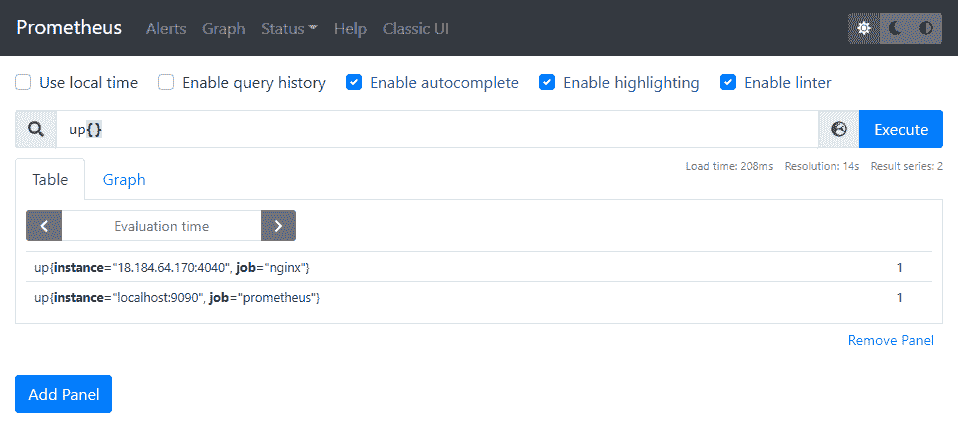 Prometheus Alerts Graph Status Help Classic UI
Use local time Enable query history Enable autocomplete Enable highlighting Enable linter
up{} Execute
Load time: 208ms Resolution: 14s Result series: 2
Table Graph
Evaluation time
up{instance="18.184.64.170:4040", job="nginx"} 1
up{instance="localhost:9090", job="prometheus"} 1
Remove Panel
Add Panel